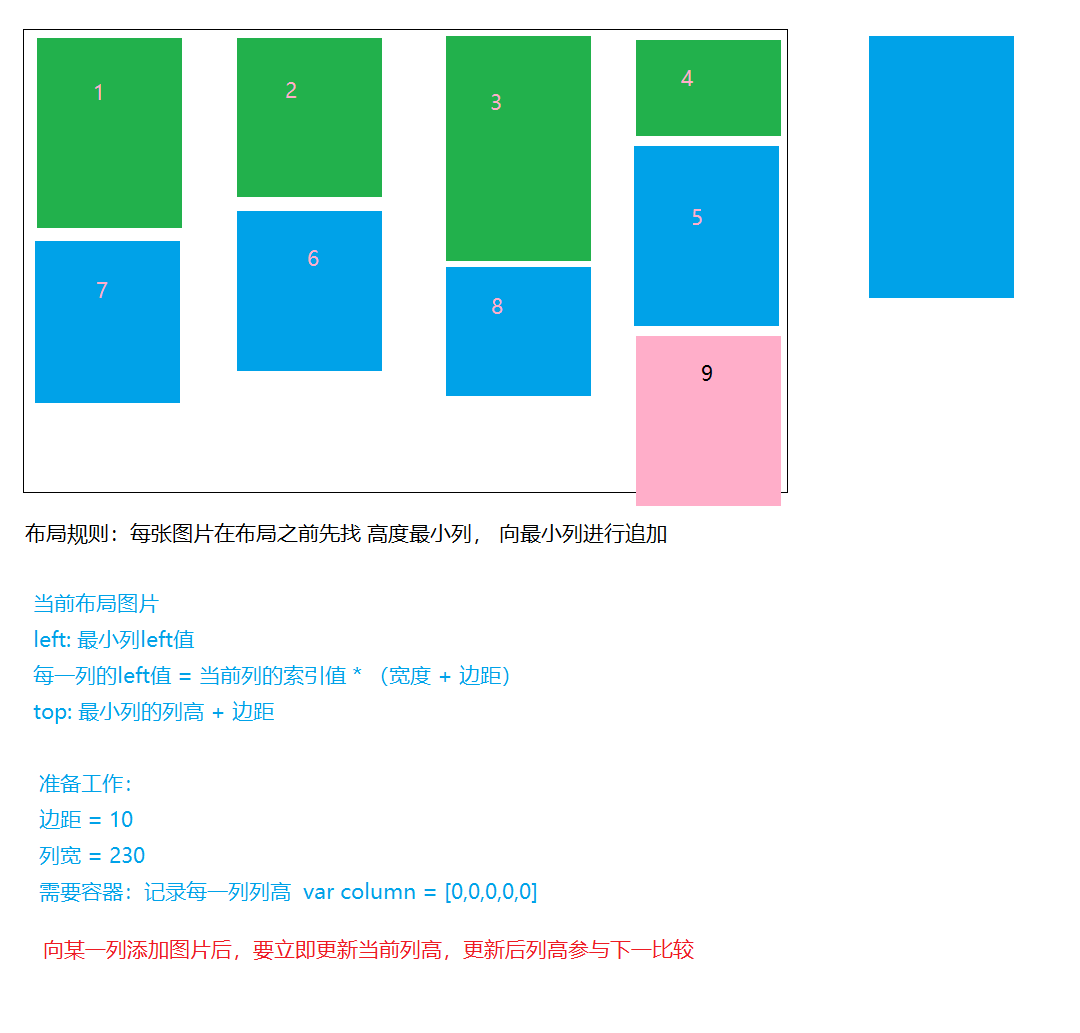 1
2
3
4
5
6
7
8
9
布局规则：每张图片在布局之前先找 高度最小列， 向最小列进行追加
当前布局图片
left: 最小列left值
每一列的left值 = 当前列的索引值 * （宽度 + 边距）
top: 最小列的列高 + 边距
准备工作：
边距 = 10
列宽 = 230
需要容器：记录每一列列高 var column = [0,0,0,0,0]
向某一列添加图片后，要立即更新当前列高，更新后列高参与下一比较